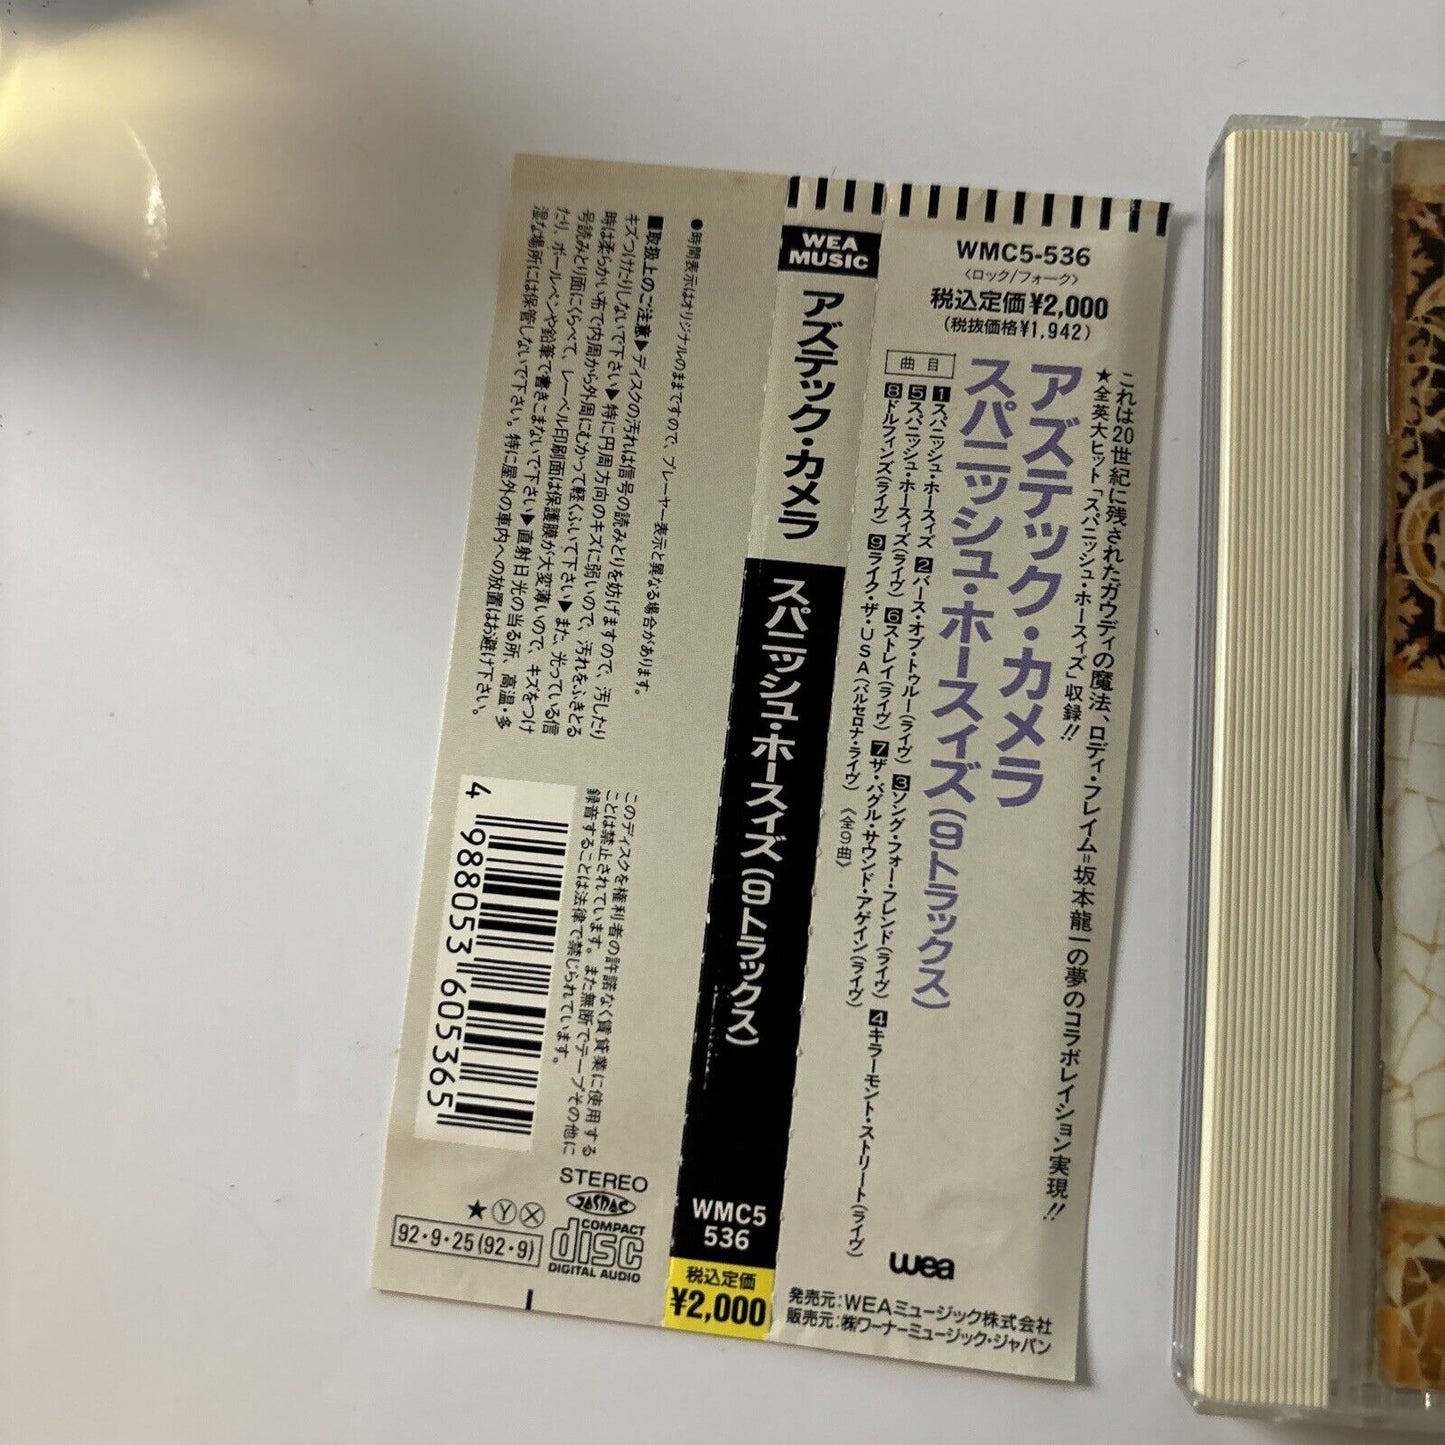 WMC5-536
〈ロック/フォーク〉
税込定価¥2,000
(税抜価格¥1,942)
これは20世紀に残されたガウディの魔法、ロディ・フレイム=坂本龍一の夢のコラボレイション実現!!
★全英大ヒット「スパニッシュ・ホースィズ」収録!!
アズテック・カメラ
スパニッシュ・ホースィズ(9トラックス)
曲目
1スパニッシュ・ホースィズ 2バース・オブ・トゥルー(ライヴ) 3ソング・フォー・フレンド(ライヴ) 4キラーモント・ストリート(ライヴ)
5スパニッシュ・ホースィズ(ライヴ) 6ストレイ(ライヴ) 7ザ・バグル・サウンド・アゲイン(ライヴ)
8ドルフィンズ(ライヴ) 9ライク・ザ・USA(バルセロナ・ライヴ) 〈全9曲〉
wea
発売元:WEAミュージック株式会社
販売元:㈱ワーナーミュージック・ジャパン
WEA
MUSIC
アズテック・カメラ
スパニッシュ・ホースィズ(9トラックス)
WMC5
536
税込定価
¥2,000
●時間表示はオリジナルのままですので、プレーヤー表示と異なる場合があります。
■取扱上のご注意▶ディスクの汚れは信号の読みとりを妨げますので、汚したり
キズつけたりしないで下さい▶特に円周方向のキズに弱いので、汚れをふきとる
時は柔らかい布で内周から外周にむかって軽くふいて下さい▶また、光っている信
号読みとり面にくらべて、レーベル印刷面は保護膜が大変薄いので、キズをつけ
たり、ボールペンや鉛筆で書きこまないで下さい▶直射日光の当る所、高温・多
湿な場所には保管しないで下さい。特に屋外の車内への放置はお避け下さい。
このディスクを権利者の許諾なく賃貸業に使用する
ことは禁止されています。また無断でテープその他に
録音することは法律で禁じられています。
4 988053 605365
STEREO
JASRAC
COMPACT
disc
DIGITAL AUDIO
★ⓎⓍ
92・9・25(92・9)